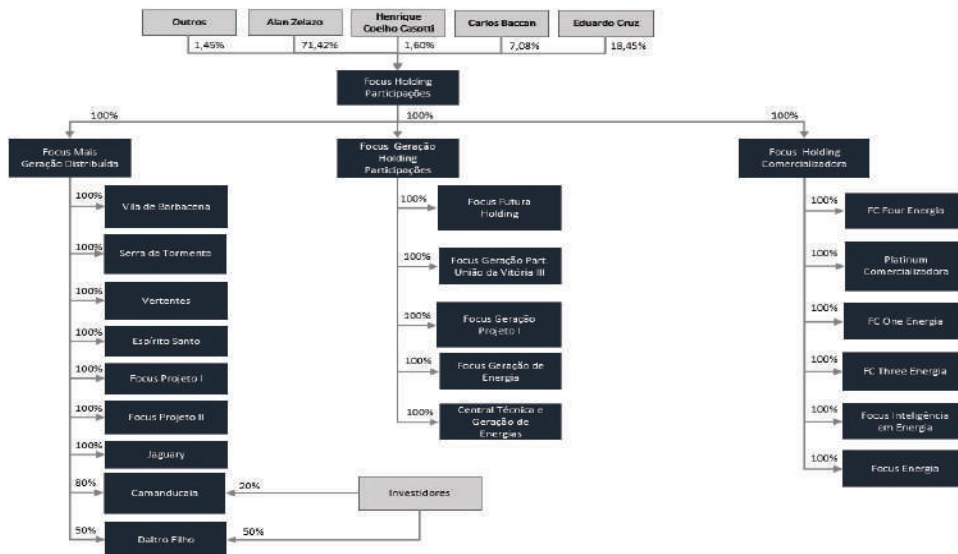 Outros
Alan Zelazo
Henrique
Coelho Casotti
Carlos Baccan
Eduardo Cruz
1,45%
71,42%
1,60%
7,08%
18,45%
Focus Holding
Participações
100%
100%
100%
Focus Mais
Geração Distribuída
Focus Geração
Holding
Participações
Focus Holding
Comercializadora
100%
Vila de Barbacena
100%
Serra da Tormenta
100%
Vertentes
100%
Espírito Santo
100%
Focus Projeto I
100%
Focus Projeto II
100%
Jaguary
80%
Camanducaia
20%
Investidores
50%
Daltro Filho
50%
100%
Focus Futura
Holding
100%
Focus Geração Part.
União da Vitória III
100%
Focus Geração
Projeto I
100%
Focus Geração de
Energia
100%
Central Técnica e
Geração de
Energias
100%
FC Four Energia
100%
Platinum
Comercializadora
100%
FC One Energia
100%
FC Three Energia
100%
Focus Inteligência
em Energia
100%
Focus Energia